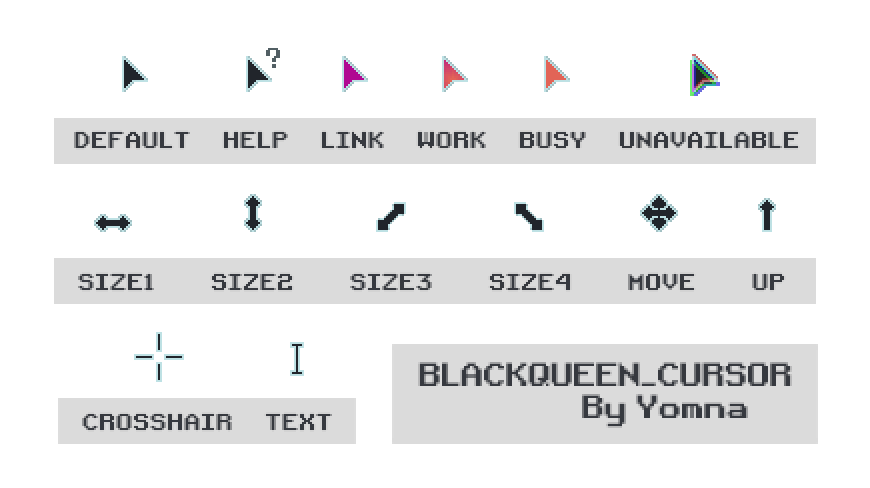 ?
DEFAULT HELP LINK WORK BUSY UNAVAILABLE
SIZE1 SIZE2 SIZE3 SIZE4 MOVE UP
CROSSHAIR TEXT
BLACKQUEEN_CURSOR
By Yomna